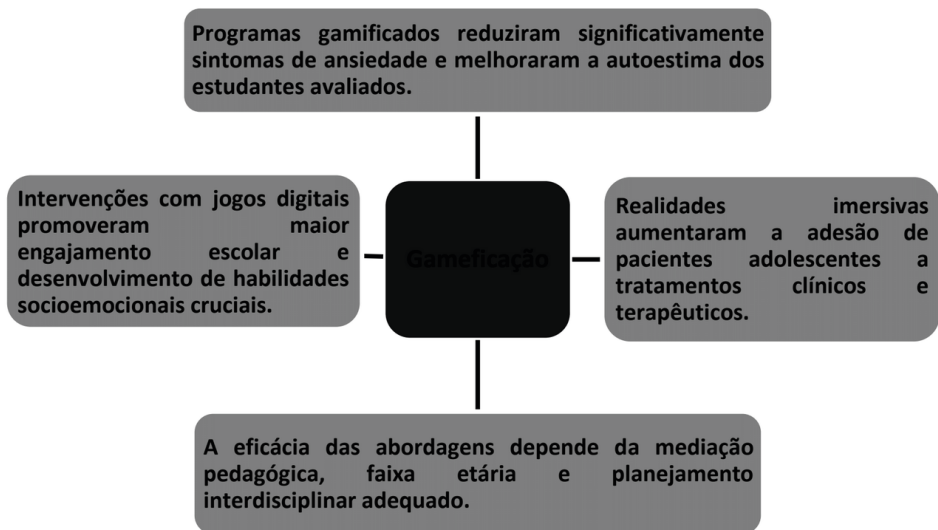 Programas gamificados reduziram significativamente
sintomas de ansiedade e melhoraram a autoestima dos
estudantes avaliados.
Intervenções com jogos digitais
promoveram maior
engajamento escolar e
desenvolvimento de habilidades
socioemocionais cruciais.
Gameficação
Realidades imersivas
aumentaram a adesão de
pacientes adolescentes a
tratamentos clínicos e
terapêuticos.
A eficácia das abordagens depende da mediação
pedagógica, faixa etária e planejamento
interdisciplinar adequado.